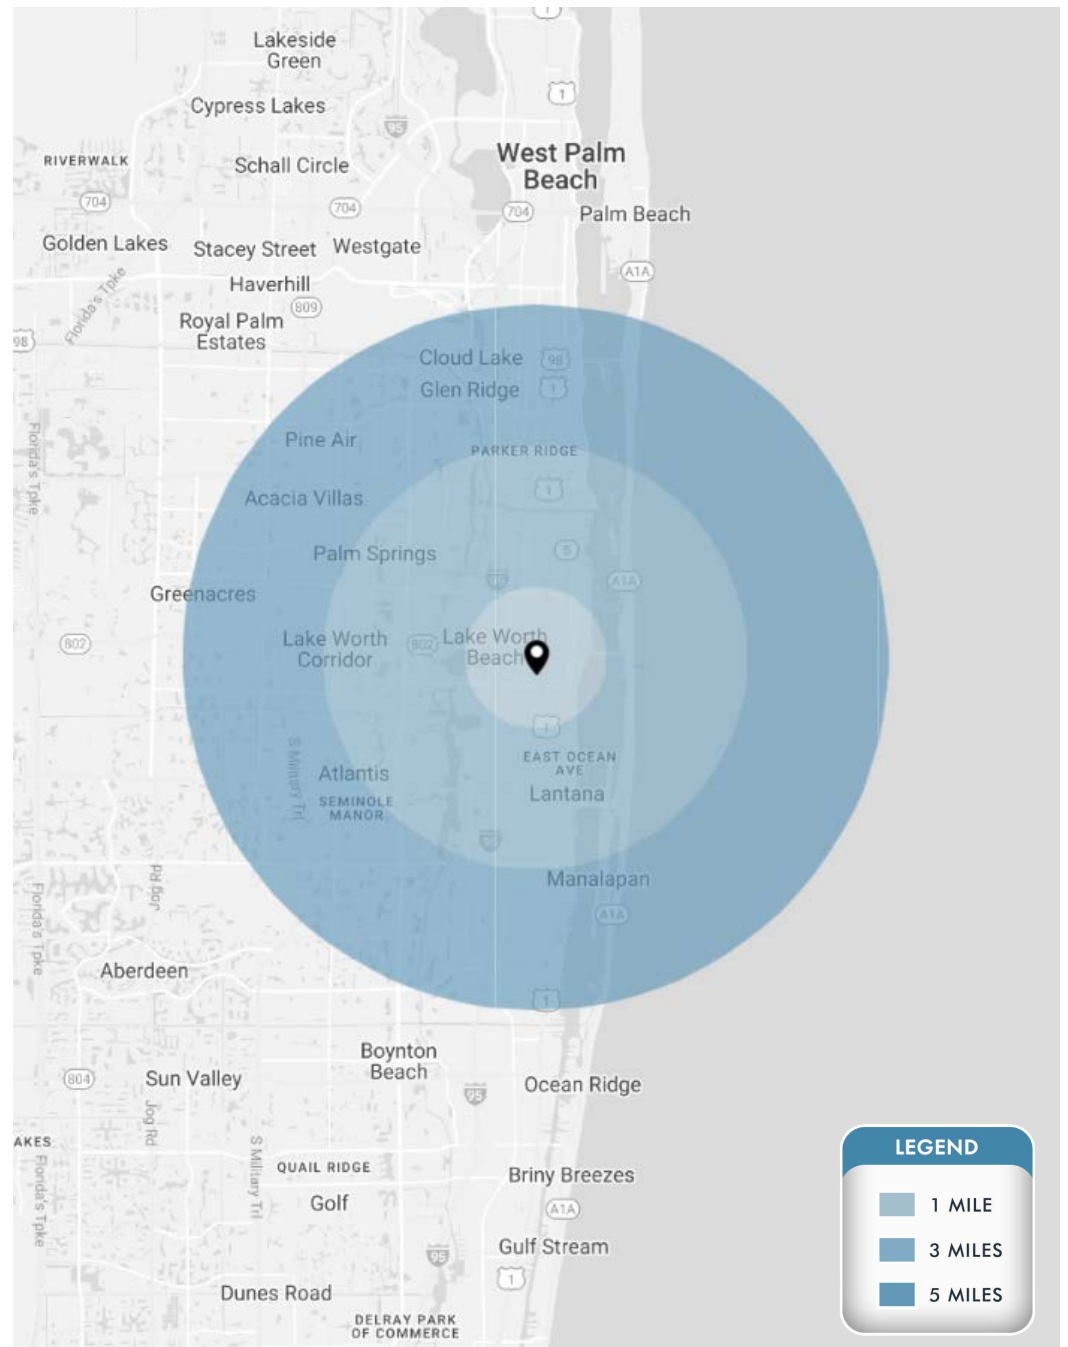 1
Lakeside
Green
1
Cypress Lakes
95
West Palm
Beach
RIVERWALK
Schall Circle
704
704
704
Palm Beach
Golden Lakes
Stacey Street
Westgate
A1A
Haverhill
Florida's Tpke
809
Royal Palm
Estates
98
Cloud Lake
98
Glen Ridge
1
Pine Air
PARKER RIDGE
Florida's Tpke
Acacia Villas
1
Palm Springs
5
A1A
Greenacres
802
Lake Worth
Corridor
802
Lake Worth
Beach
1
S Military Trl
EAST OCEAN
AVE
Atlantis
Lantana
SEMINOLE
MANOR
Jog Rd
Manalapan
A1A
Florida's Tpke
Aberdeen
1
Boynton
Beach
804
Sun Valley
Ocean Ridge
95
Jog Rd
AKES
S Military Trl
QUAIL RIDGE
Briny Breezes
Florida's Tpke
Golf
A1A
Gulf Stream
95
1
Dunes Road
DELRAY PARK
OF COMMERCE
LEGEND
1 MILE
3 MILES
5 MILES